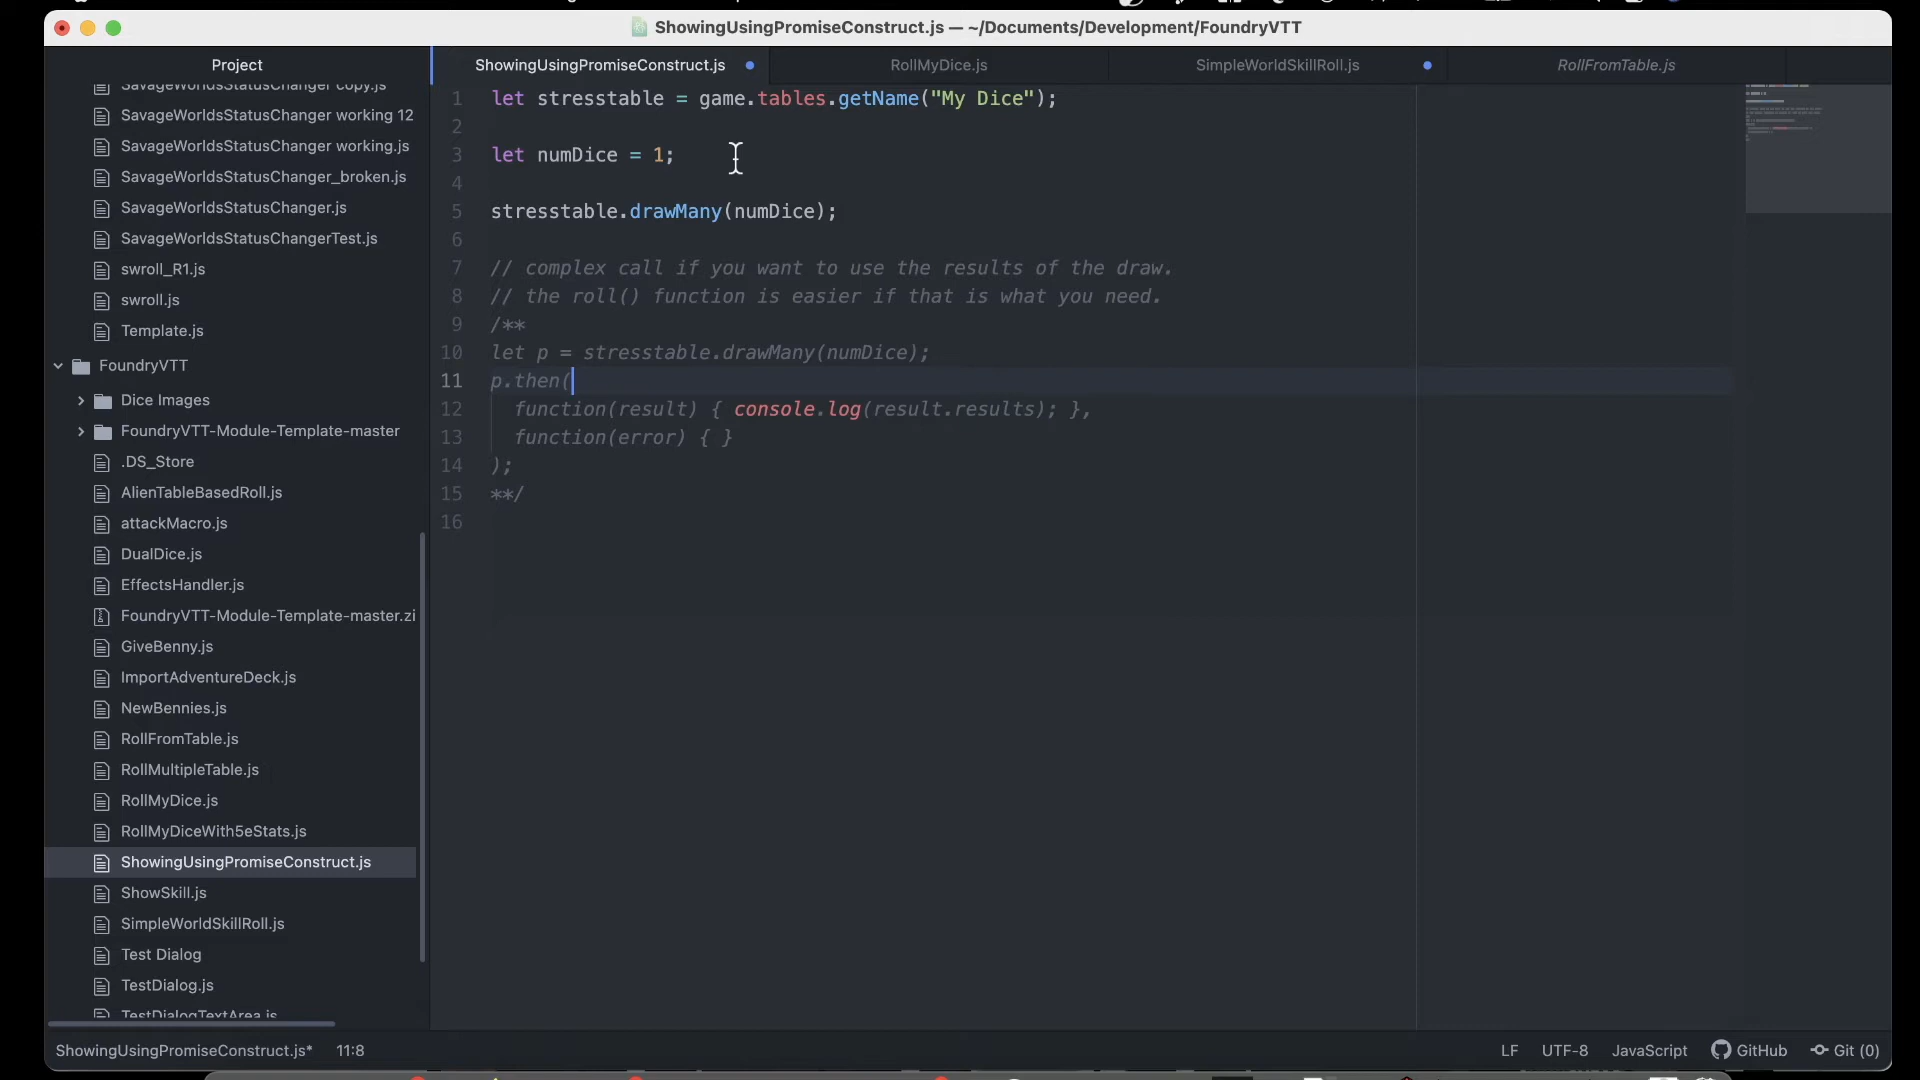 ShowingUsingPromiseConstruct.js — ~/Documents/Development/FoundryVTT
Project
SavageWorldsStatusChanger copy.js
SavageWorldsStatusChanger working 12
SavageWorldsStatusChanger working.js
SavageWorldsStatusChanger_broken.js
SavageWorldsStatusChanger.js
SavageWorldsStatusChangerTest.js
swroll_R1.js
swroll.js
Template.js
FoundryVTT
Dice Images
FoundryVTT-Module-Template-master
.DS_Store
AlienTableBasedRoll.js
attackMacro.js
DualDice.js
EffectsHandler.js
FoundryVTT-Module-Template-master.zi
GiveBenny.js
ImportAdventureDeck.js
NewBennies.js
RollFromTable.js
RollMultipleTable.js
RollMyDice.js
RollMyDiceWith5eStats.js
ShowingUsingPromiseConstruct.js
ShowSkill.js
SimpleWorldSkillRoll.js
Test Dialog
TestDialog.js
TestDialogTextArea.js
ShowingUsingPromiseConstruct.js RollMyDice.js SimpleWorldSkillRoll.js RollFromTable.js
1 let stresstable = game.tables.getName("My Dice");
2
3 let numDice = 1;
4
5 stresstable.drawMany(numDice);
6
7 // complex call if you want to use the results of the draw.
8 // the roll() function is easier if that is what you need.
9 /**
10 let p = stresstable.drawMany(numDice);
11 p.then(
12 function(result) { console.log(result.results); },
13 function(error) { }
14 );
15 **/
16
ShowingUsingPromiseConstruct.js* 11:8 LF UTF-8 JavaScript GitHub Git (0)